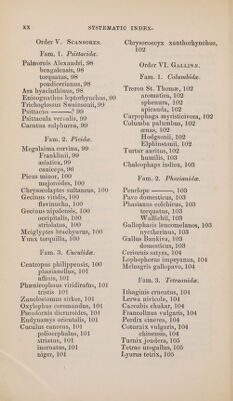 xx SYSTEMATIC INDEX.
Order V. Scansores.
Fam. 1. Psittacidæ.
Palæornis Alexandri, 98
bengalensis, 98
torquatus, 98
pondicerianus, 98
Ara hyacinthinus, 98
Enicognathus leptorhynchus, 99
Trichoglossus Swainsonii, 99
Psittacus ———? 99
Psittacula vernalis, 99
Cacatua sulphurea, 99
Fam. 2. Picidæ.
Megalaima nervina, 99
Franklinii, 99
asiatica, 99
caniceps, 96
Picus minor, 100
majoroides, 100
Chrysocolaptes sultaneus, 100
Gecinus viridis, 100
flavinucha, 100
Gecinus nipalensis, 100
occipitalis, 100
striolatus, 100
Meiglyptes brachyurus, 100
Yunx torquilla, 100
Fam. 3. Cuculidæ.
Centropus philippensis, 100
phasianellus, 101
affinis, 101
Phœnicophaus viridirufus, 101
tristis 101
Zanclostomus sirkee, 101
Oxylophus coromandus, 101
Pseudornis dicruroides, 101
Eudynamys orientalis, 101
Cuculus canorus, 101
poliocephalus, 101
striatus, 101
inornatus, 101
niger, 101
Chrysococcyx xanthorhynchus,
102
Order VI. Gallinæ.
Fam. 1. Columbidæ.
Treron St. Thomæ, 102
aromatica, 102
sphenura, 102
apicauda, 102
Carpophaga myristicivora, 102
Columba palumbus, 102
œnas, 102
Hodgsonii, 102
Elphinstonii, 102
Turtur auritus, 102
humilis, 103
Chalcophaps indica, 103
Fam. 2. Phasianidæ.
Penelope ———, 103
Pavo domesticus, 103
Phasianus colchicus, 103
torquatus, 103
Wallichii, 103
Gallophasis leucomelanos, 103
nycthemirus, 103
Gallus Bankiva, 103
domesticus, 103
Ceriornis satyra, 103
Lophophorus impeyanus, 104
Meleagris gallopavo, 104
Fam. 3. Tetraonidæ.
Ithaginis cruentus, 104
Lerwa nivicola, 104
Caccabis chukar, 104
Francolinus vulgaris, 104
Perdix cinerea, 104
Coturnix vulgaris, 104
chinensis, 104
Turnix joudera, 105
Tetrao urogallus, 105
Lyurus tetrix, 105